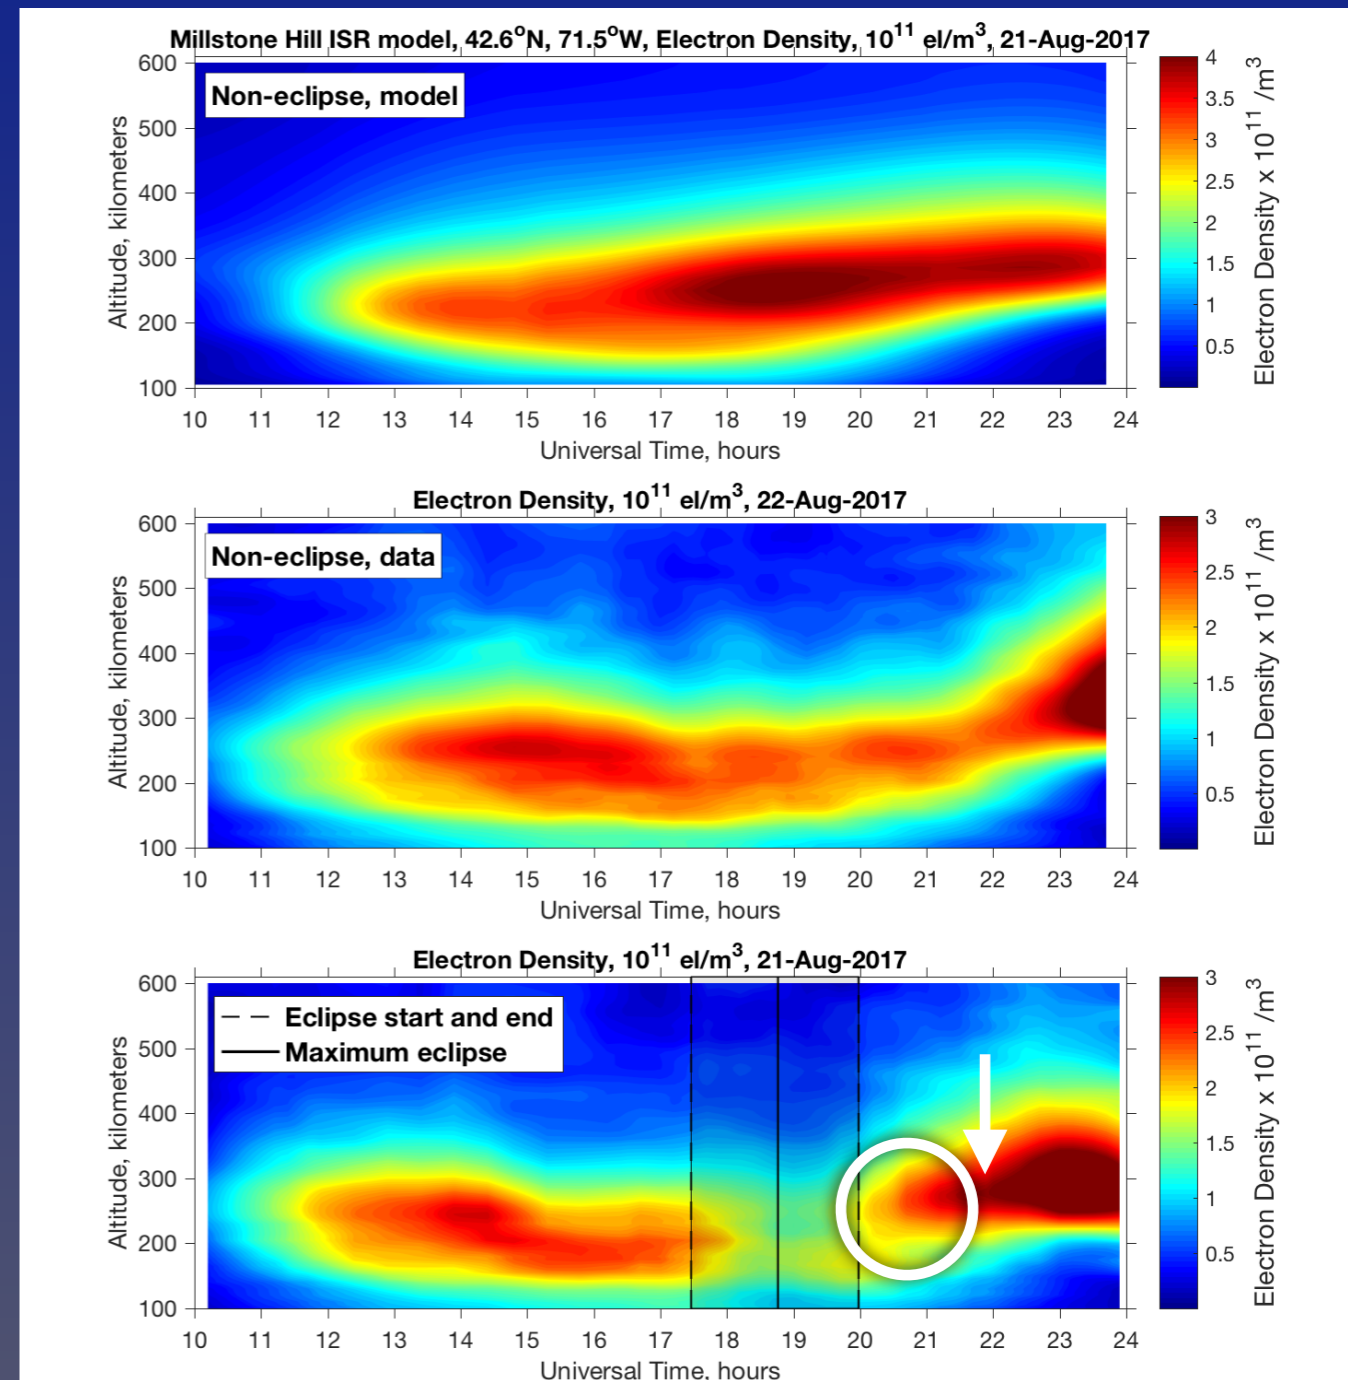 Millstone Hill ISR model, 42.6°N, 71.5°W, Electron Density, 10¹¹ el/m³, 21-Aug-2017
Non-eclipse, model
600
500
400
300
200
100
Altitude, kilometers
10 11 12 13 14 15 16 17 18 19 20 21 22 23 24
Universal Time, hours
4
3.5
3
2.5
2
1.5
1
0.5
Electron Density x 10¹¹ /m³
Electron Density, 10¹¹ el/m³, 22-Aug-2017
Non-eclipse, data
600
500
400
300
200
100
Altitude, kilometers
10 11 12 13 14 15 16 17 18 19 20 21 22 23 24
Universal Time, hours
3
2.5
2
1.5
1
0.5
Electron Density x 10¹¹ /m³
Electron Density, 10¹¹ el/m³, 21-Aug-2017
Eclipse start and end
Maximum eclipse
600
500
400
300
200
100
Altitude, kilometers
10 11 12 13 14 15 16 17 18 19 20 21 22 23 24
Universal Time, hours
3
2.5
2
1.5
1
0.5
Electron Density x 10¹¹ /m³